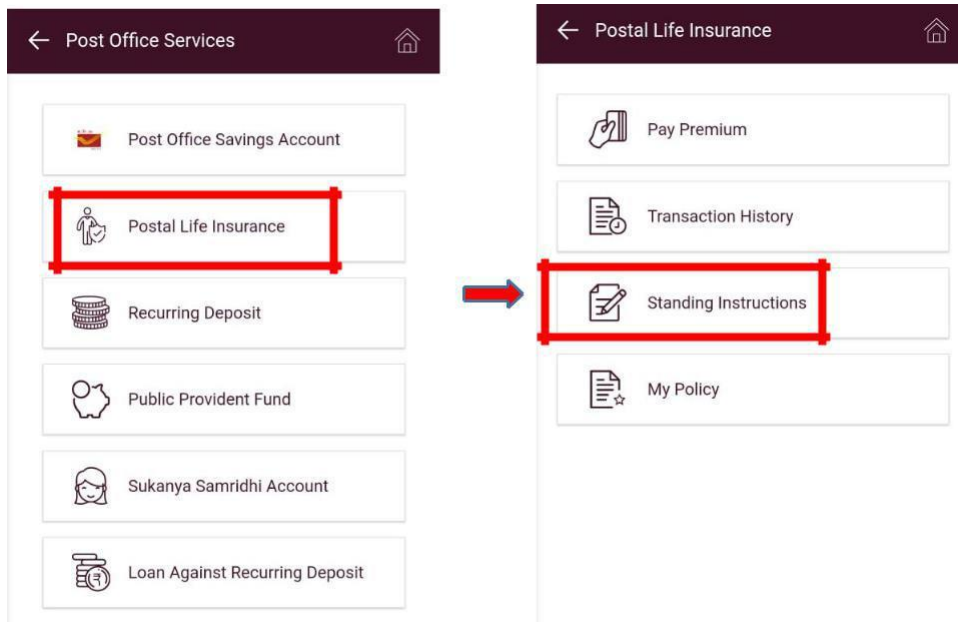 Post Office Services
Post Office Savings Account
Postal Life Insurance
Recurring Deposit
Public Provident Fund
Sukanya Samridhi Account
Loan Against Recurring Deposit
Postal Life Insurance
Pay Premium
Transaction History
Standing Instructions
My Policy